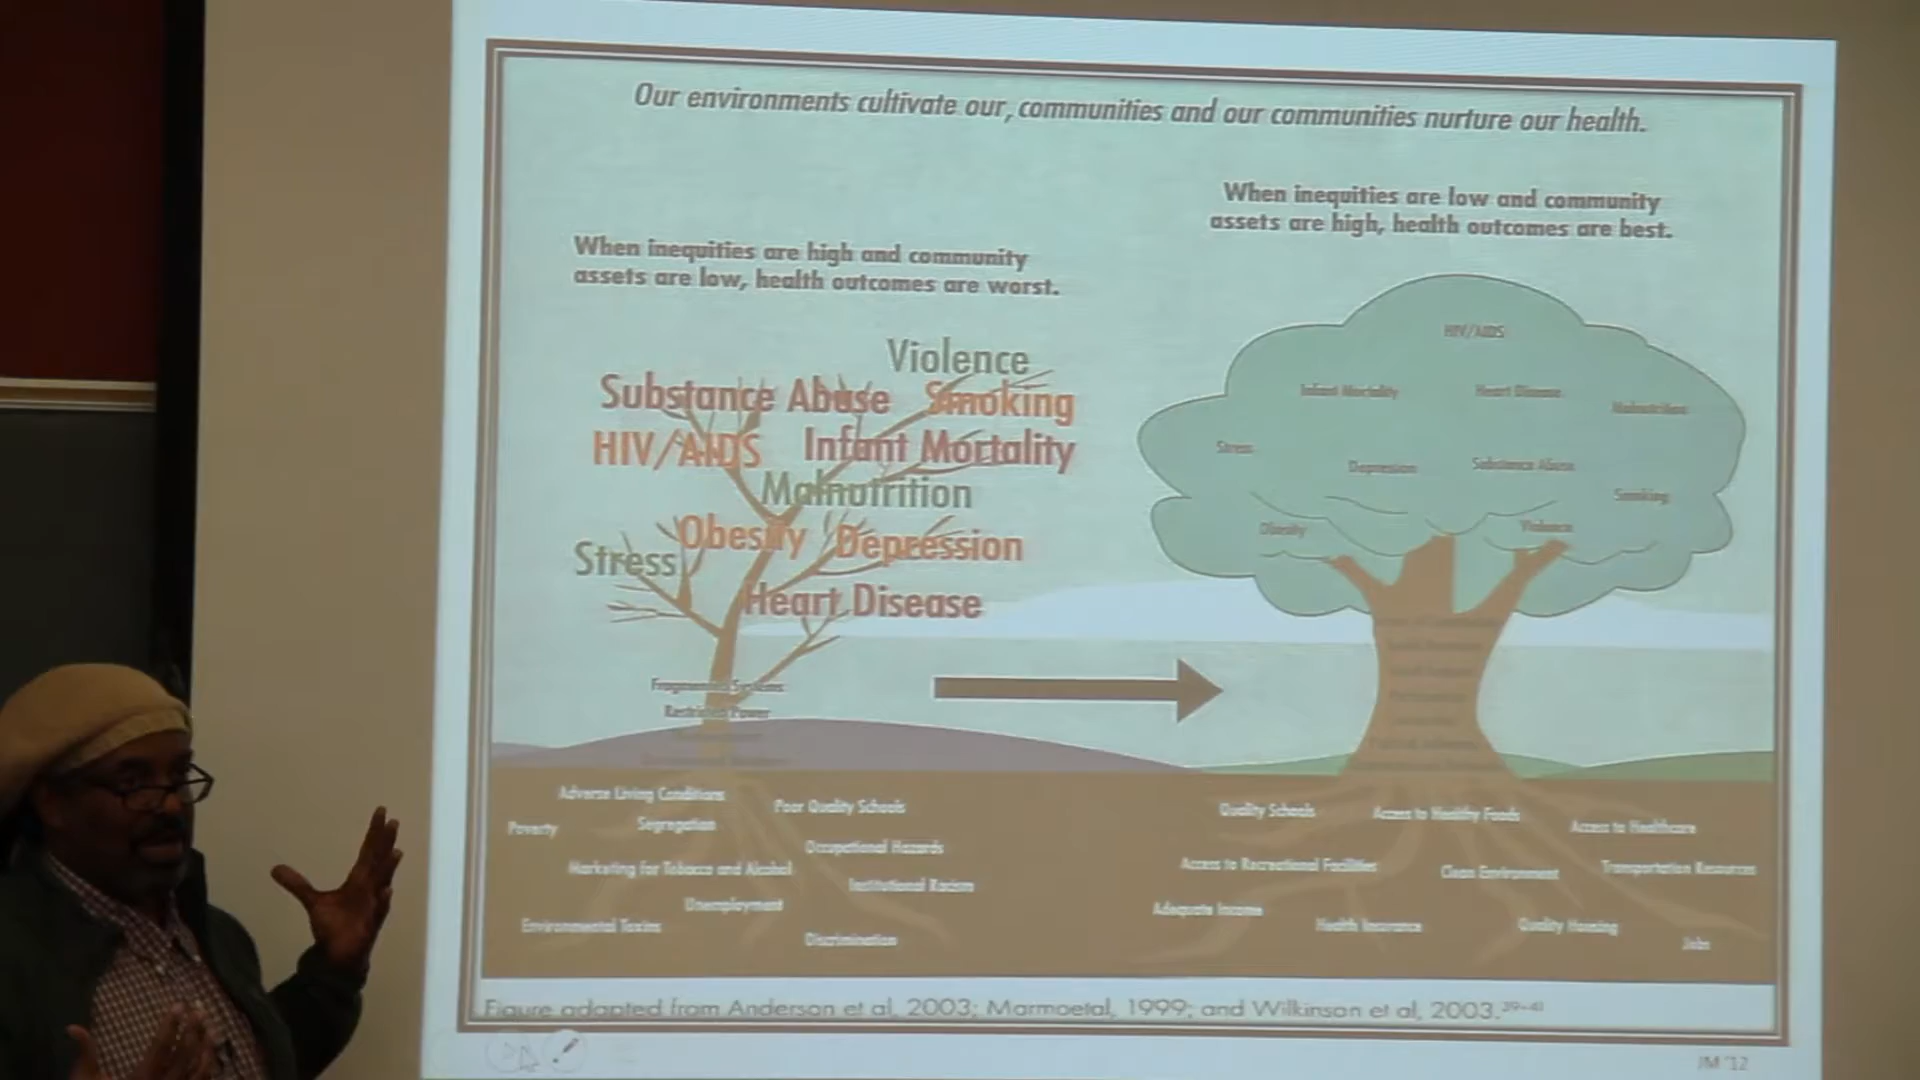 Our environments cultivate our, communities and our communities nurture our health.
When inequities are high and community
assets are low, health outcomes are worst.
Violence
Substance Abuse Smoking
HIV/AIDS Infant Mortality
Malnutrition
Obesity Depression
Stress
Heart Disease
Fragmented Systems
Restricted Power
Adverse Living Conditions
Poor Quality Schools
Poverty
Segregation
Occupational Hazards
Marketing for Tobacco and Alcohol
Institutional Racism
Unemployment
Environmental Toxins
Discrimination
When inequities are low and community
assets are high, health outcomes are best.
HIV/AIDS
Infant Mortality
Heart Disease
Malnutrition
Stress
Depression
Substance Abuse
Smoking
Obesity
Violence
Quality Schools
Access to Healthy Foods
Access to Healthcare
Access to Recreational Facilities
Clean Environment
Transportation Resources
Adequate Income
Health Insurance
Quality Housing
Jobs
Figure adapted from Anderson et al, 2003; Marmoetal, 1999; and Wilkinson et al, 2003.39-41
JM '12